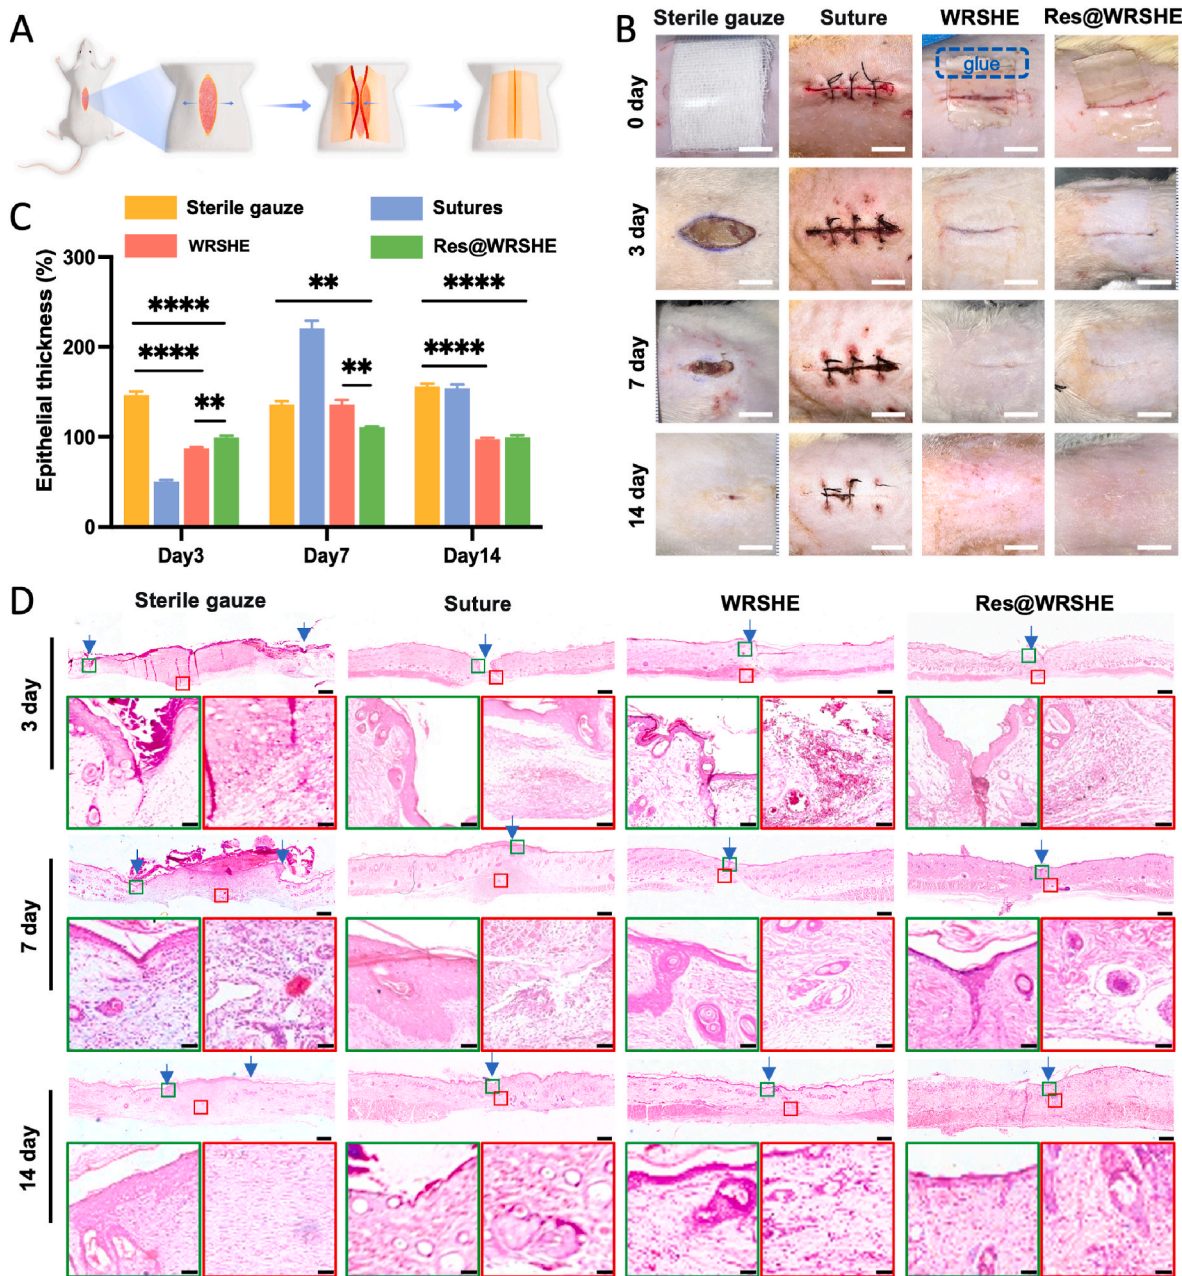 A
B
Sterile gauze
Suture
WRSHE
Res@WRSHE
glue
0 day
3 day
7 day
14 day
C
Sterile gauze
Sutures
WRSHE
Res@WRSHE
Epithelial thickness (%)
300
200
100
0
****
****
**
**
**
****
****
Day3
Day7
Day14
D
Sterile gauze
Suture
WRSHE
Res@WRSHE
3 day
7 day
14 day